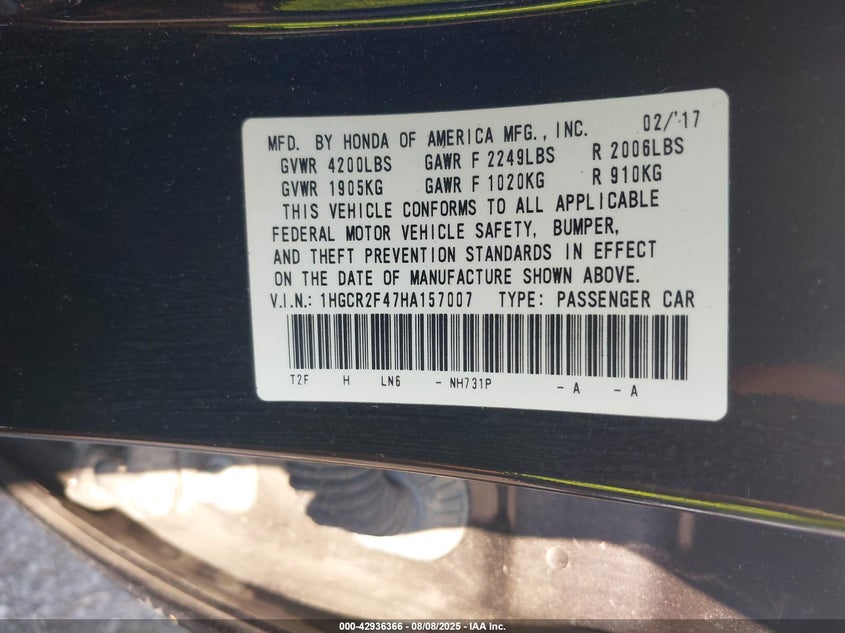 MFD. BY HONDA OF AMERICA MFG., INC. 02/'17
GVWR 4200LBS GAWR F 2249LBS R 2006LBS
GVWR 1905KG GAWR F 1020KG R 910KG
THIS VEHICLE CONFORMS TO ALL APPLICABLE
FEDERAL MOTOR VEHICLE SAFETY, BUMPER,
AND THEFT PREVENTION STANDARDS IN EFFECT
ON THE DATE OF MANUFACTURE SHOWN ABOVE.
V.I.N.: 1HGCR2F47HA157007 TYPE: PASSENGER CAR
T2F H LN6 - NH731P - A - A
000-42936366 - 08/08/2025 - IAA Inc.